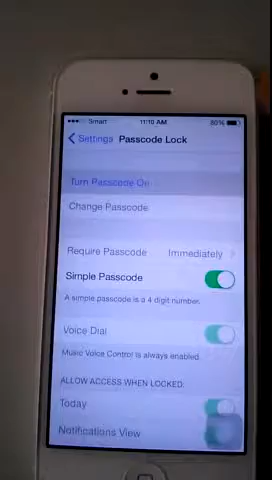 Smart 11:10 AM 80%
Settings Passcode Lock
Turn Passcode On
Change Passcode
Require Passcode Immediately
Simple Passcode
A simple passcode is a 4 digit number.
Voice Dial
Music Voice Control is always enabled.
ALLOW ACCESS WHEN LOCKED:
Today
Notifications View